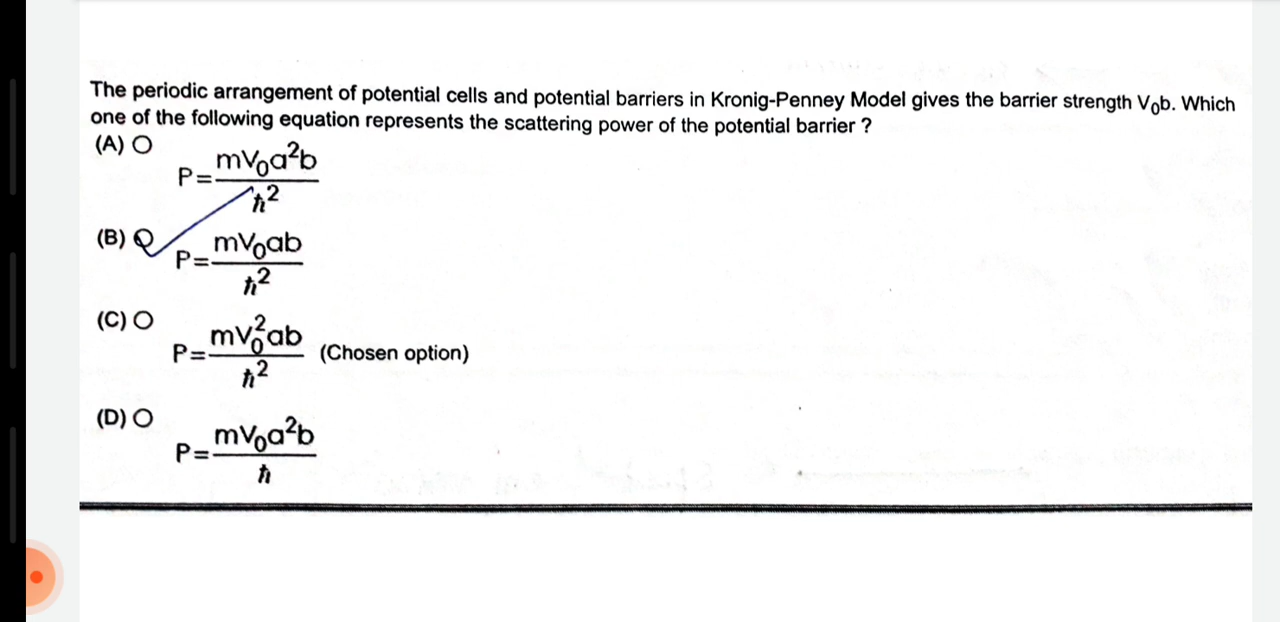 The periodic arrangement of potential cells and potential barriers in Kronig-Penney Model gives the barrier strength V₀b. Which
one of the following equation represents the scattering power of the potential barrier ?
(A) O
P=mV₀a²b/ħ²
(B) O
P=mV₀ab/ħ²
(C) O
P=mV₀²ab/ħ² (Chosen option)
(D) O
P=mV₀a²b/ħ